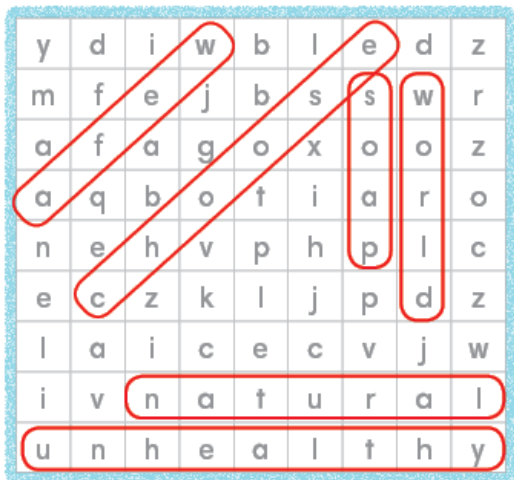 y d i w b l e d z
m f e j b s s w r
a f a g o x o o z
a q b o t i a r o
n e h v p h p l c
e c z k l j p d z
l a i c e c v j w
i v n a t u r a l
u n h e a l t h y